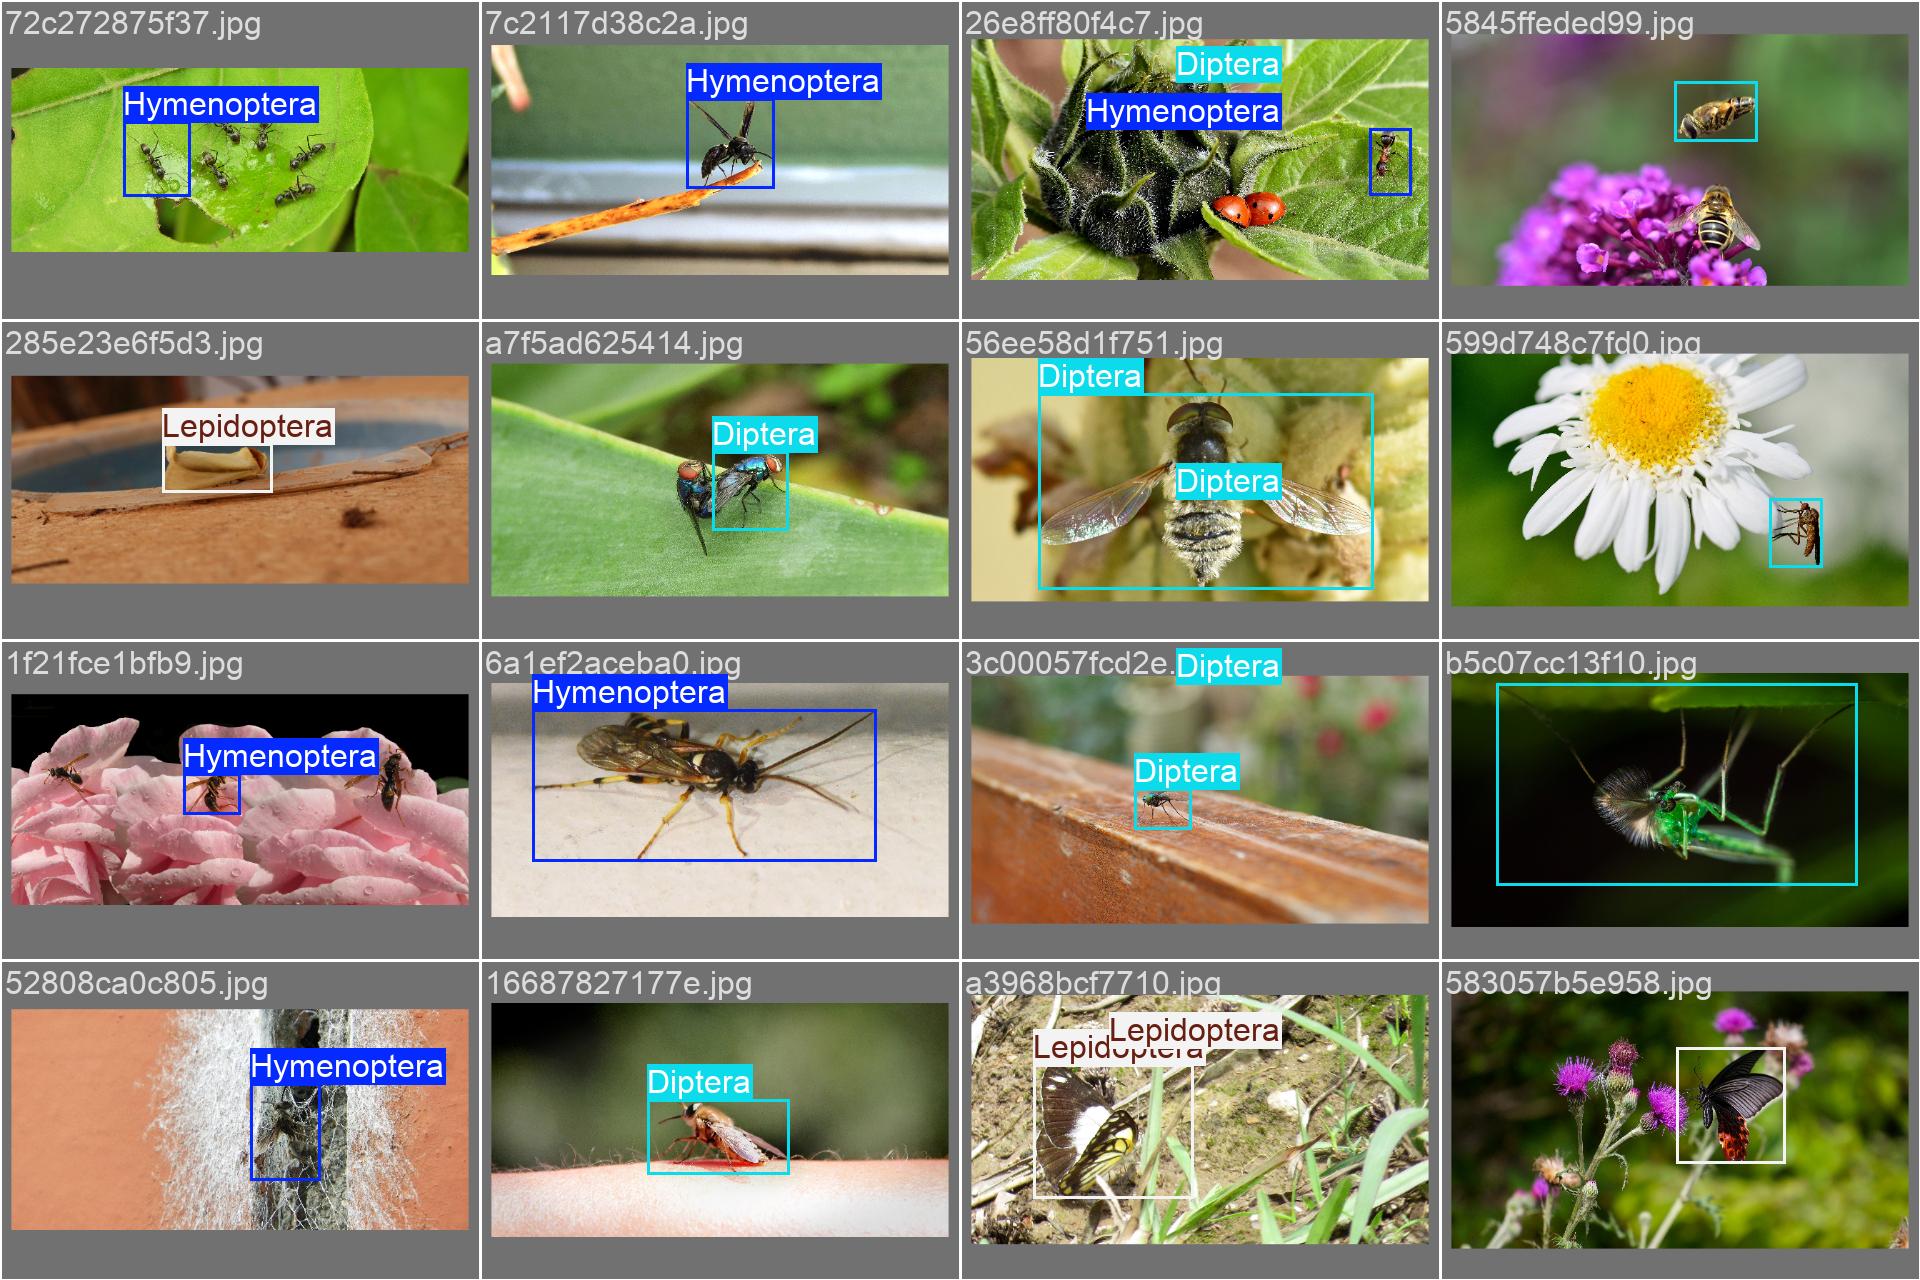 72c272875f37.jpg
7c2117d38c2a.jpg
26e8ff80f4c7.jpg
5845ffeded99.jpg
Hymenoptera
Hymenoptera
Diptera
Hymenoptera
285e23e6f5d3.jpg
a7f5ad625414.jpg
56ee58d1f751.jpg
599d748c7fd0.jpg
Lepidoptera
Diptera
Diptera
Diptera
1f21fce1bfb9.jpg
6a1ef2aceba0.jpg
3c00057fcd2e.
Diptera
b5c07cc13f10.jpg
Hymenoptera
Hymenoptera
Diptera
52808ca0c805.jpg
16687827177e.jpg
a3968bcf7710.jpg
583057b5e958.jpg
Hymenoptera
Diptera
Lepidoptera
Lepidoptera